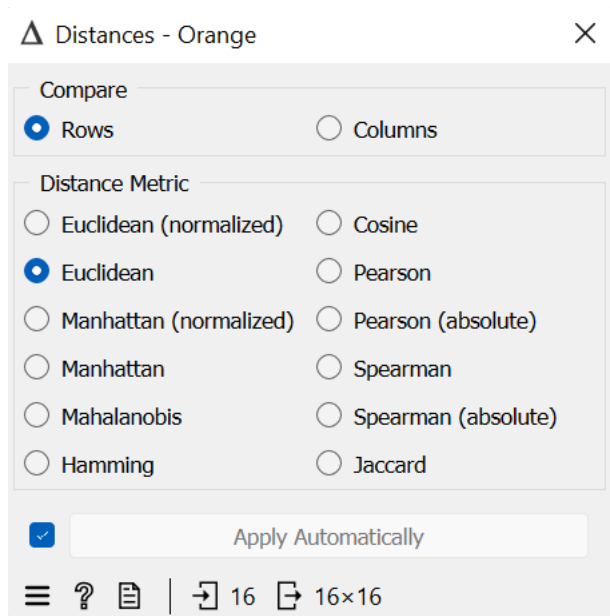 Distances - Orange
Compare
Rows Columns
Distance Metric
Euclidean (normalized) Cosine
Euclidean Pearson
Manhattan (normalized) Pearson (absolute)
Manhattan Spearman
Mahalanobis Spearman (absolute)
Hamming Jaccard
Apply Automatically
16 16×16